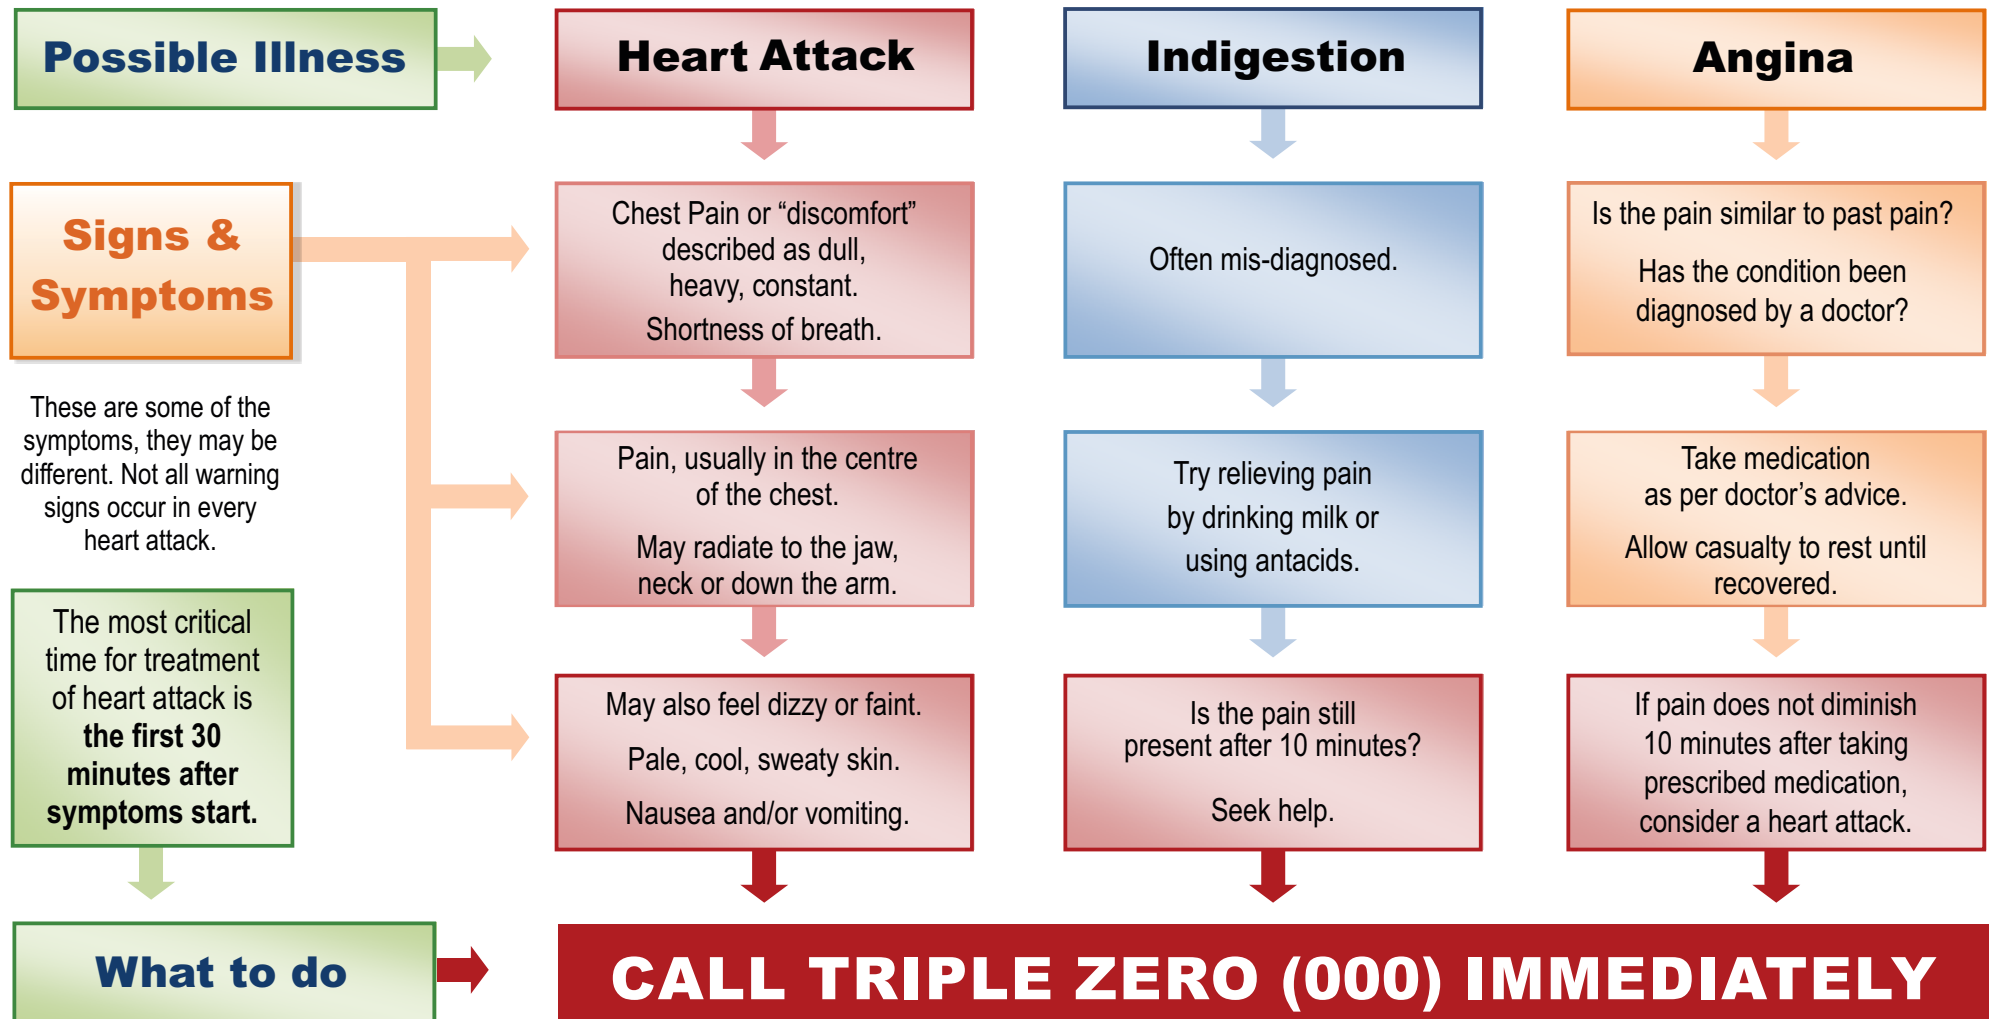 Possible Illness
Heart Attack
Indigestion
Angina
Signs &
Symptoms
Chest Pain or “discomfort”
described as dull,
heavy, constant.
Shortness of breath.
Often mis-diagnosed.
Is the pain similar to past pain?
Has the condition been
diagnosed by a doctor?
These are some of the
symptoms, they may be
different. Not all warning
signs occur in every
heart attack.
Pain, usually in the centre
of the chest.
May radiate to the jaw,
neck or down the arm.
Try relieving pain
by drinking milk or
using antacids.
Take medication
as per doctor’s advice.
Allow casualty to rest until
recovered.
The most critical
time for treatment
of heart attack is
the first 30
minutes after
symptoms start.
May also feel dizzy or faint.
Pale, cool, sweaty skin.
Nausea and/or vomiting.
Is the pain still
present after 10 minutes?
Seek help.
If pain does not diminish
10 minutes after taking
prescribed medication,
consider a heart attack.
What to do
CALL TRIPLE ZERO (000) IMMEDIATELY